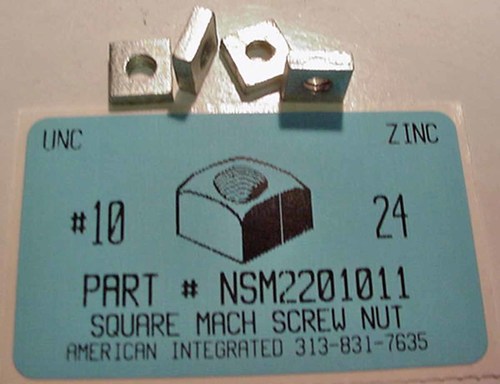 UNC ZINC
#10 24
PART # NSM2201011
SQUARE MACH SCREW NUT
AMERICAN INTEGRATED 313-831-7635